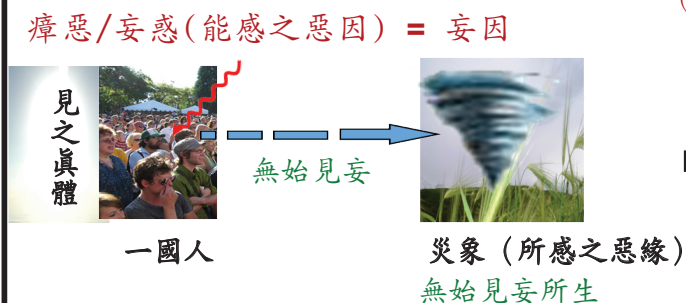 瘴惡/妄惑(能感之惡因) = 妄因
見之眞體
無始見妄
一國人
災象 (所感之惡緣)
無始見妄所生